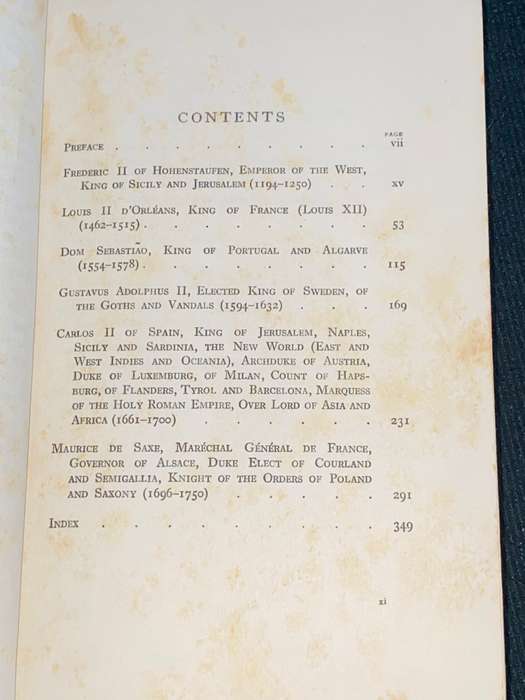 CONTENTS
PAGE
PREFACE . . . . . . . . . vii
FREDERIC II OF HOHENSTAUFEN, EMPEROR OF THE WEST,
KING OF SICILY AND JERUSALEM (1194–1250) . . . xv
LOUIS II D'ORLÉANS, KING OF FRANCE (LOUIS XII)
(1462–1515) . . . . . . . . 53
DOM SEBASTIÃO, KING OF PORTUGAL AND ALGARVE
(1554–1578) . . . . . . . . 115
GUSTAVUS ADOLPHUS II, ELECTED KING OF SWEDEN, OF
THE GOTHS AND VANDALS (1594–1632) . . . 169
CARLOS II OF SPAIN, KING OF JERUSALEM, NAPLES,
SICILY AND SARDINIA, THE NEW WORLD (EAST AND
WEST INDIES AND OCEANIA), ARCHDUKE OF AUSTRIA,
DUKE OF LUXEMBURG, OF MILAN, COUNT OF HAPS-
BURG, OF FLANDERS, TYROL AND BARCELONA, MARQUESS
OF THE HOLY ROMAN EMPIRE, OVER LORD OF ASIA AND
AFRICA (1661–1700) . . . . . . 231
MAURICE DE SAXE, MARÉCHAL GÉNÉRAL DE FRANCE,
GOVERNOR OF ALSACE, DUKE ELECT OF COURLAND
AND SEMIGALLIA, KNIGHT OF THE ORDERS OF POLAND
AND SAXONY (1696–1750) . . . . . 291
INDEX . . . . . . . . . 349
xi